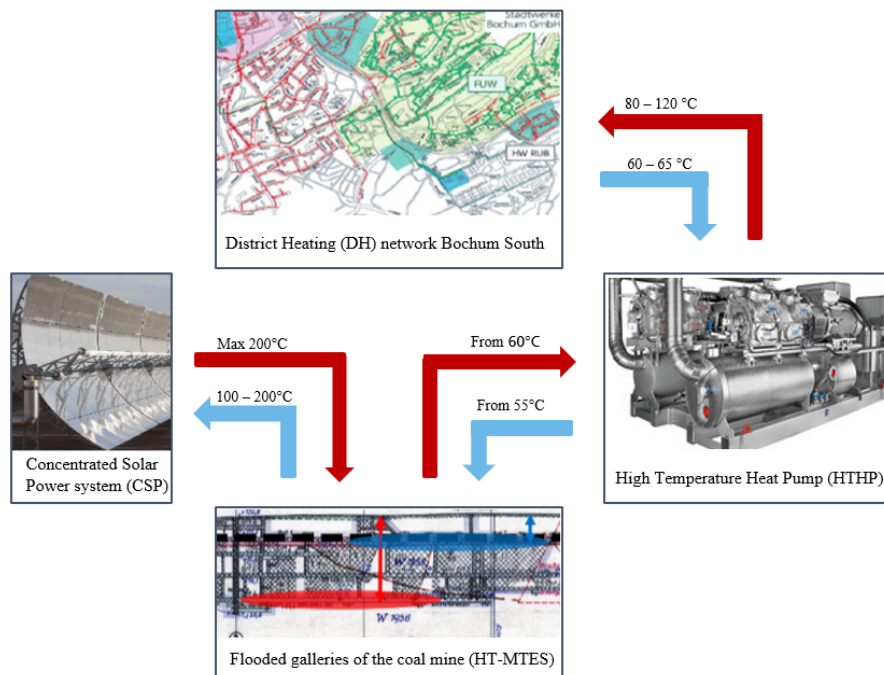 Stadtwerke
Bochum GmbH
FUW
HW RUB
80 – 120 °C
60 – 65 °C
District Heating (DH) network Bochum South
Max 200°C
100 – 200°C
From 60°C
From 55°C
Concentrated Solar
Power system (CSP)
High Temperature Heat Pump (HTHP)
W 1956
Flooded galleries of the coal mine (HT-MTES)